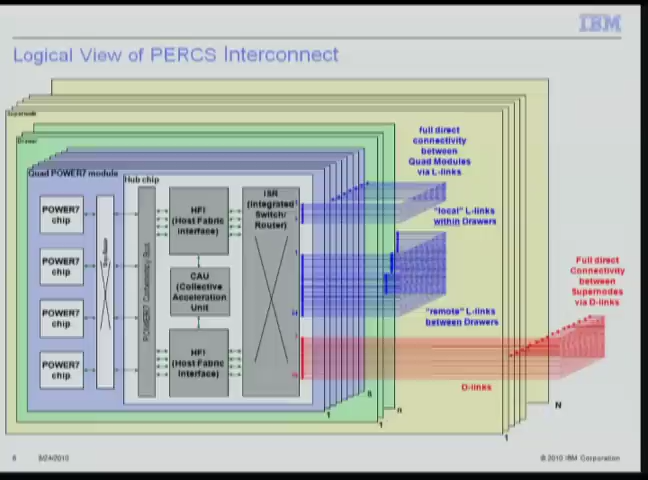 IBM
Logical View of PERCS Interconnect
Supernode
Drawer
Quad POWER7 module
Hub chip
POWER7
chip
POWER7
chip
POWER7
chip
POWER7
chip
POWER7 Coherency Bus
HFI
(Host Fabric
Interface)
CAU
(Collective
Acceleration
Unit
HFI
(Host Fabric
Interface)
ISR
(Integrated
Switch/
Router)
full direct
connectivity
between
Quad Modules
via L-links
"local" L-links
within Drawers
"remote" L-links
between Drawers
Full direct
Connectivity
between
Supernodes
via D-links
D-links
8
1
n
1
N
1
8/24/2010
© 2010 IBM Corporation